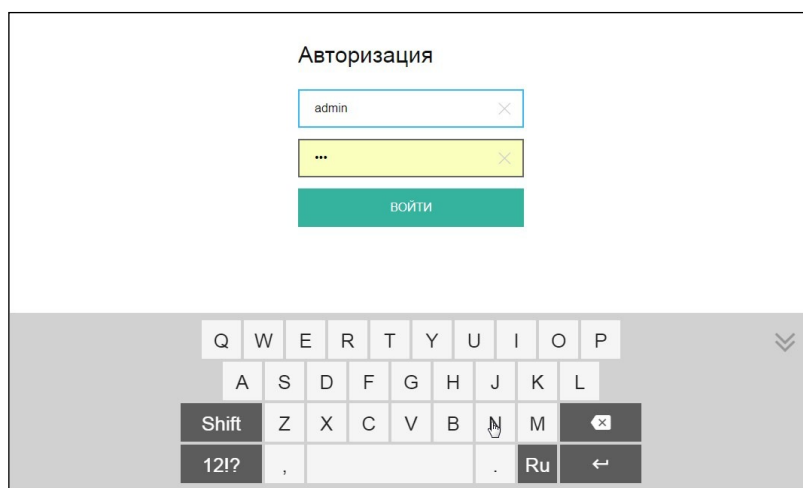 Авторизация
admin
•••
ВОЙТИ
Q W E R T Y U I O P
A S D F G H J K L
Shift Z X C V B N M
12!? , . Ru